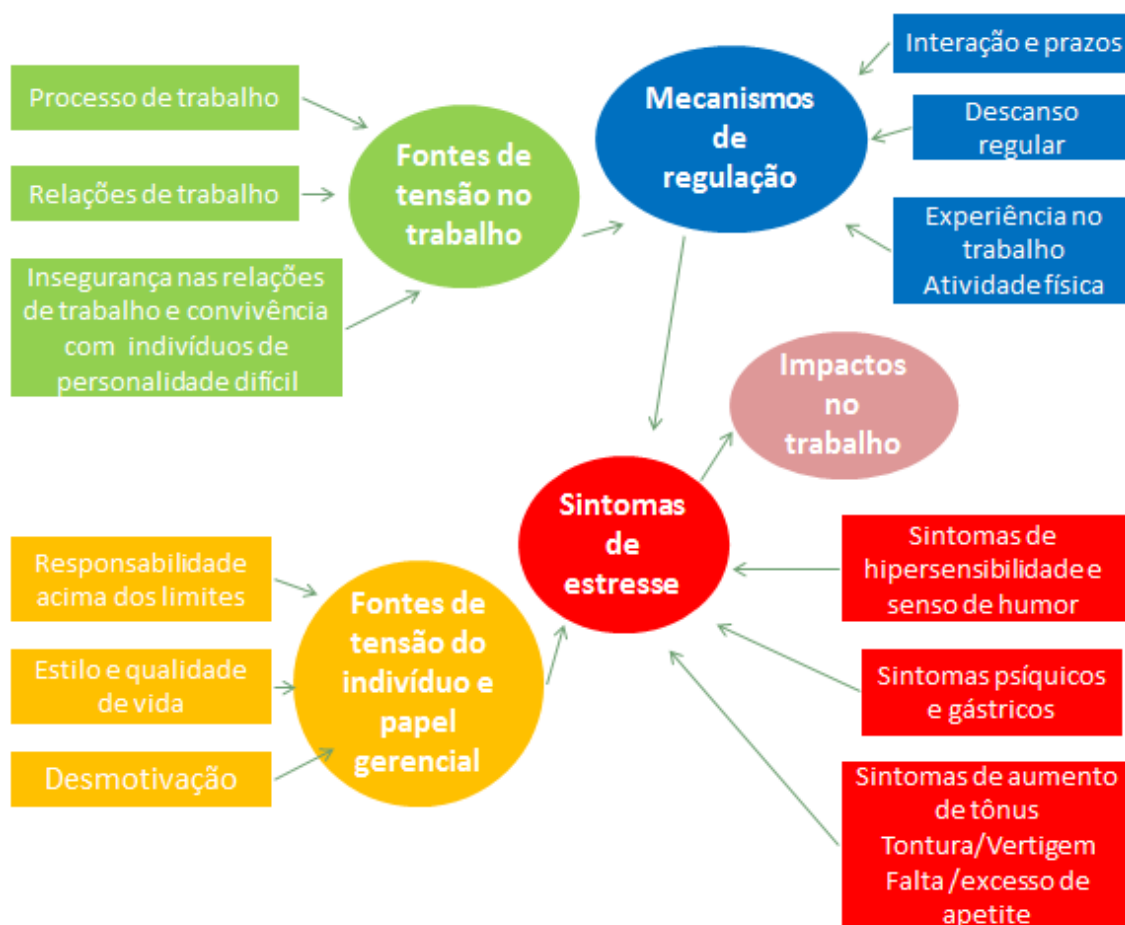 Processo de trabalho
Relações de trabalho
Insegurança nas relações
de trabalho e convivência
com indivíduos de
personalidade difícil
Fontes de
tensão no
trabalho
Mecanismos
de
regulação
Interação e prazos
Descanso
regular
Experiência no
trabalho
Atividade física
Impactos
no
trabalho
Sintomas
de
estresse
Responsabilidade
acima dos limites
Estilo e qualidade
de vida
Desmotivação
Fontes de
tensão do
indivíduo e
papel
gerencial
Sintomas de
hipersensibilidade e
senso de humor
Sintomas psíquicos
e gástricos
Sintomas de aumento
de tônus
Tontura/Vertigem
Falta /excesso de
apetite